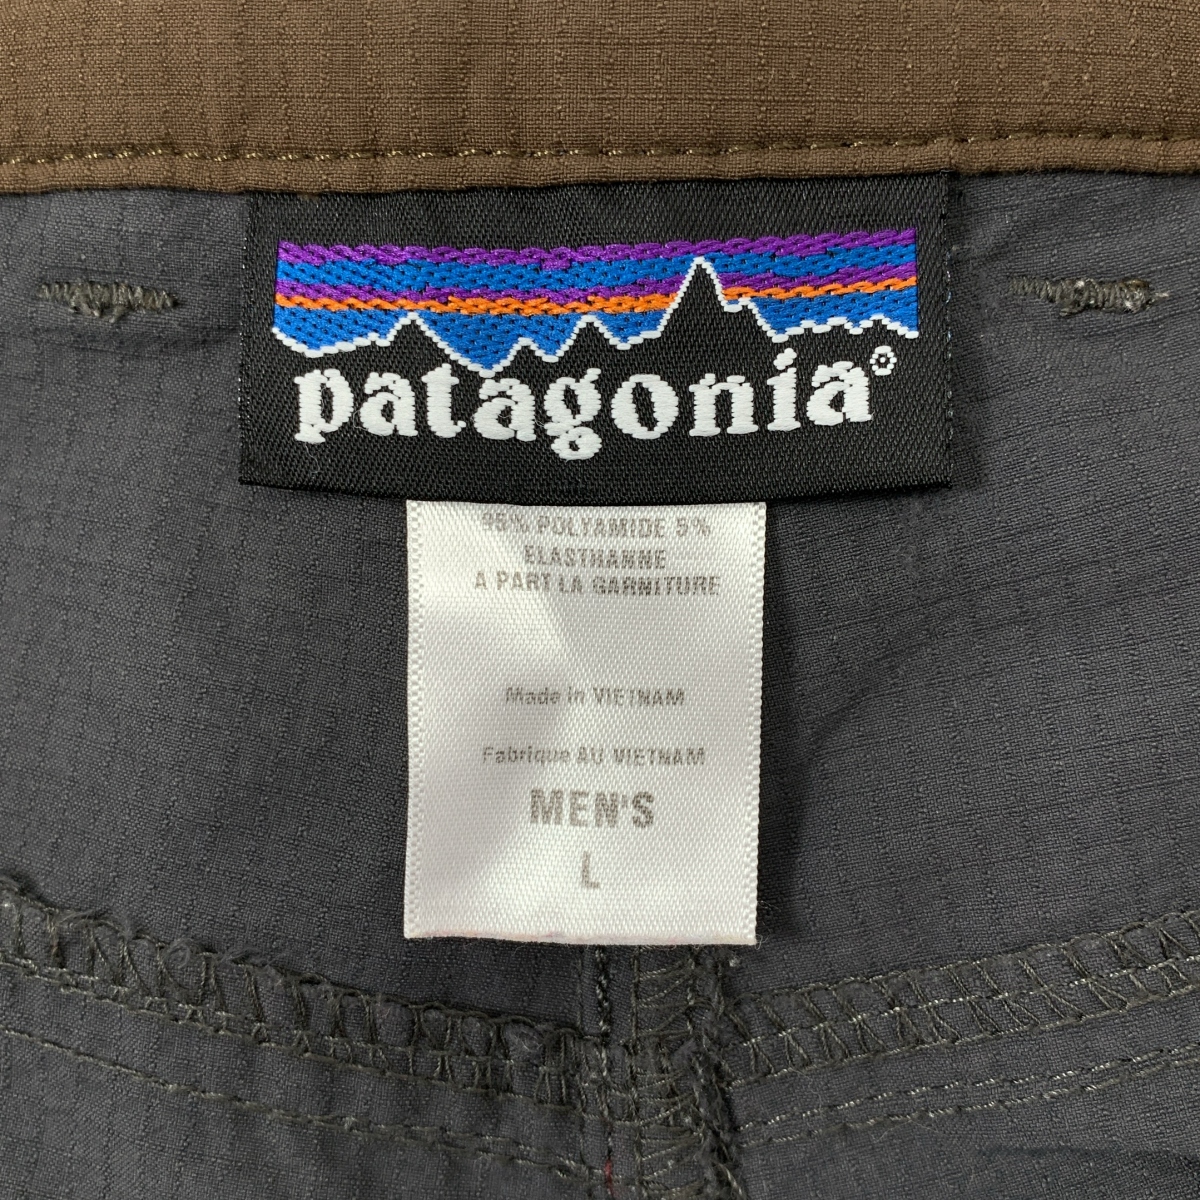 patagonia®
95% POLYAMIDE 5%
ELASTHANNE
A PART LA GARNITURE
Made in VIETNAM
Fabrique AU VIETNAM
MEN'S
L